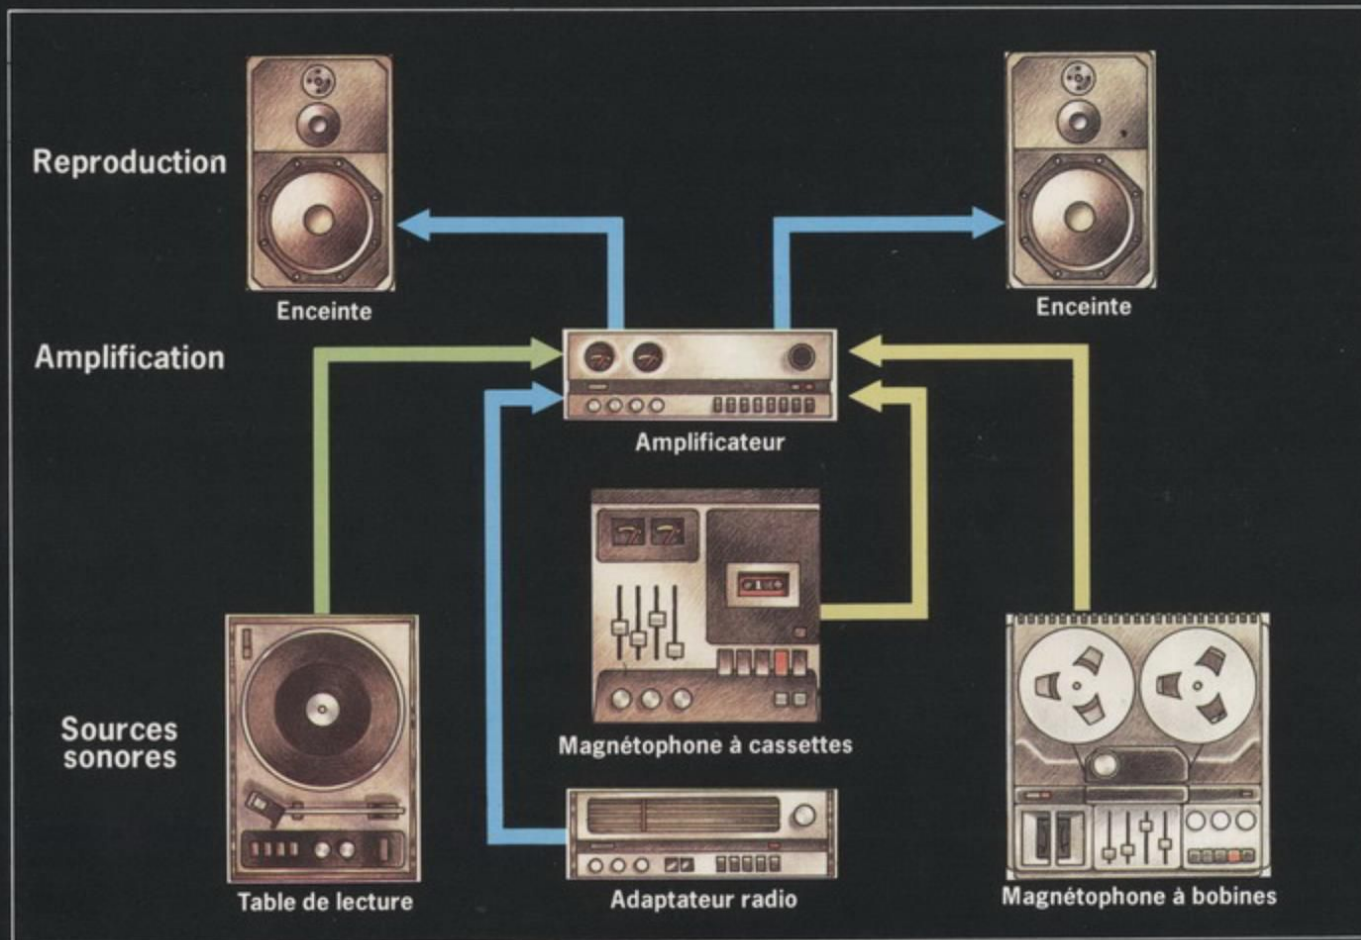 Reproduction
Enceinte
Enceinte
Amplification
Amplificateur
Magnétophone à cassettes
Sources
sonores
Table de lecture
Adaptateur radio
Magnétophone à bobines